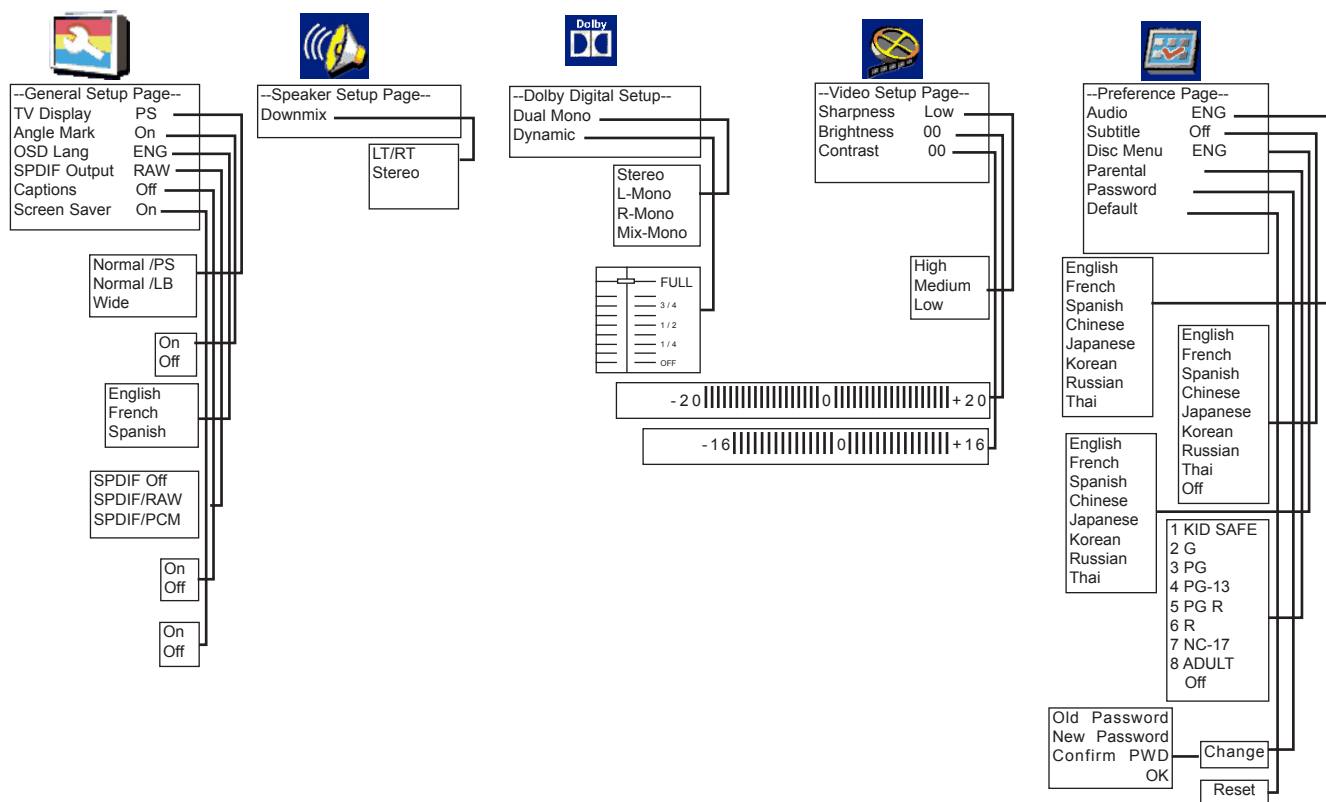 Dolby
--General Setup Page--
TV Display PS
Angle Mark On
OSD Lang ENG
SPDIF Output RAW
Captions Off
Screen Saver On
Normal /PS
Normal /LB
Wide
On
Off
English
French
Spanish
SPDIF Off
SPDIF/RAW
SPDIF/PCM
On
Off
On
Off
--Speaker Setup Page--
Downmix
LT/RT
Stereo
--Dolby Digital Setup--
Dual Mono
Dynamic
Stereo
L-Mono
R-Mono
Mix-Mono
FULL
3 / 4
1 / 2
1 / 4
OFF
--Video Setup Page--
Sharpness Low
Brightness 00
Contrast 00
High
Medium
Low
-20 0 +20
-16 0 +16
--Preference Page--
Audio ENG
Subtitle Off
Disc Menu ENG
Parental
Password
Default
English
French
Spanish
Chinese
Japanese
Korean
Russian
Thai
English
French
Spanish
Chinese
Japanese
Korean
Russian
Thai
Off
English
French
Spanish
Chinese
Japanese
Korean
Russian
Thai
1 KID SAFE
2 G
3 PG
4 PG-13
5 PG R
6 R
7 NC-17
8 ADULT
Off
Old Password
New Password
Confirm PWD
OK
Change
Reset